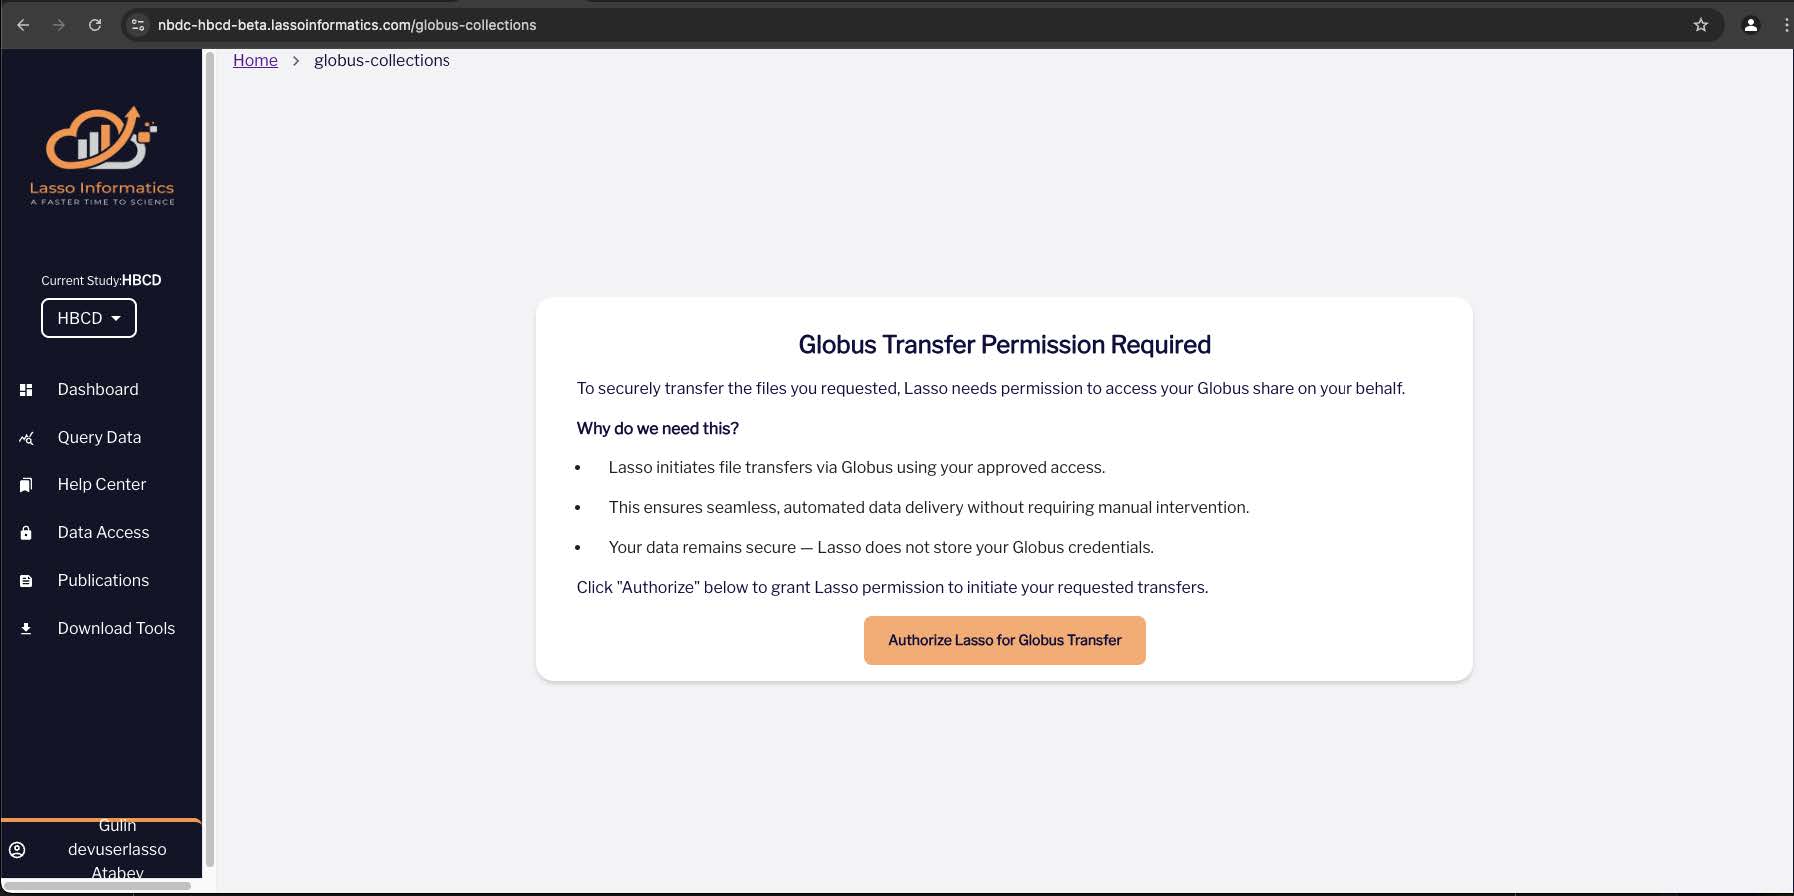 nbdc-hbcd-beta.lassoinformatics.com/globus-collections
Home > globus-collections
Lasso Informatics
A FASTER TIME TO SCIENCE
Current Study:HBCD
HBCD
Dashboard
Query Data
Help Center
Data Access
Publications
Download Tools
Gulin
devuserlasso
Atabey
Globus Transfer Permission Required
To securely transfer the files you requested, Lasso needs permission to access your Globus share on your behalf.
Why do we need this?
• Lasso initiates file transfers via Globus using your approved access.
• This ensures seamless, automated data delivery without requiring manual intervention.
• Your data remains secure — Lasso does not store your Globus credentials.
Click "Authorize" below to grant Lasso permission to initiate your requested transfers.
Authorize Lasso for Globus Transfer